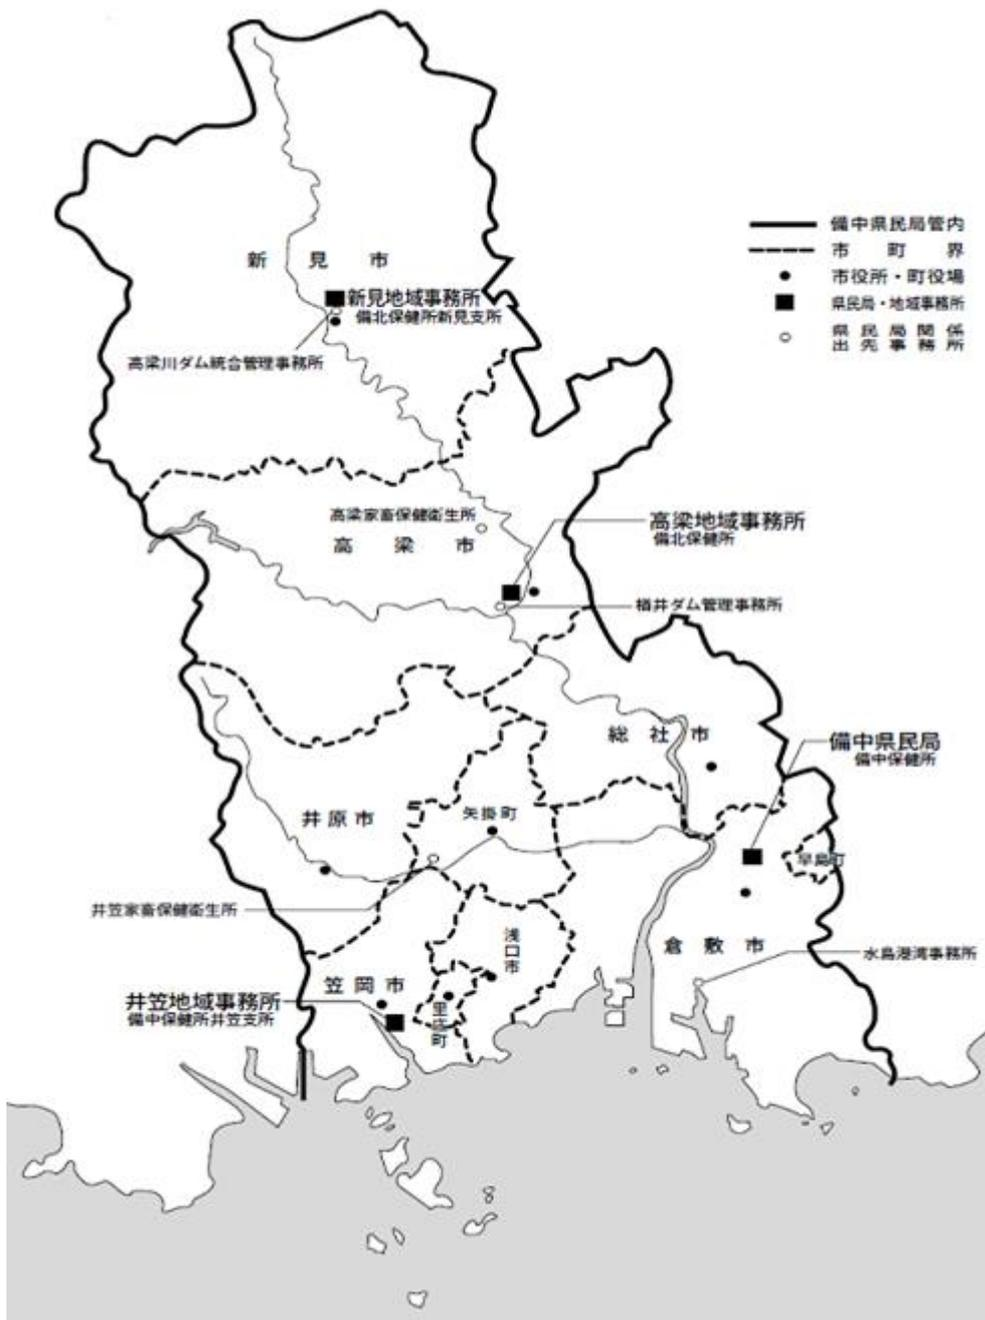 備中県民局管内
市町界
市役所・町役場
県民局・地域事務所
県民局関係
出先事務所
新見市
新見地域事務所
備北保健所新見支所
高梁川ダム統合管理事務所
高梁家畜保健衛生所
高梁市
高梁地域事務所
備北保健所
楢井ダム管理事務所
総社市
備中県民局
備中保健所
井原市
矢掛町
早島町
井笠家畜保健衛生所
浅口市
倉敷市
水島港湾事務所
笠岡市
井笠地域事務所
備中保健所井笠支所
里庄町